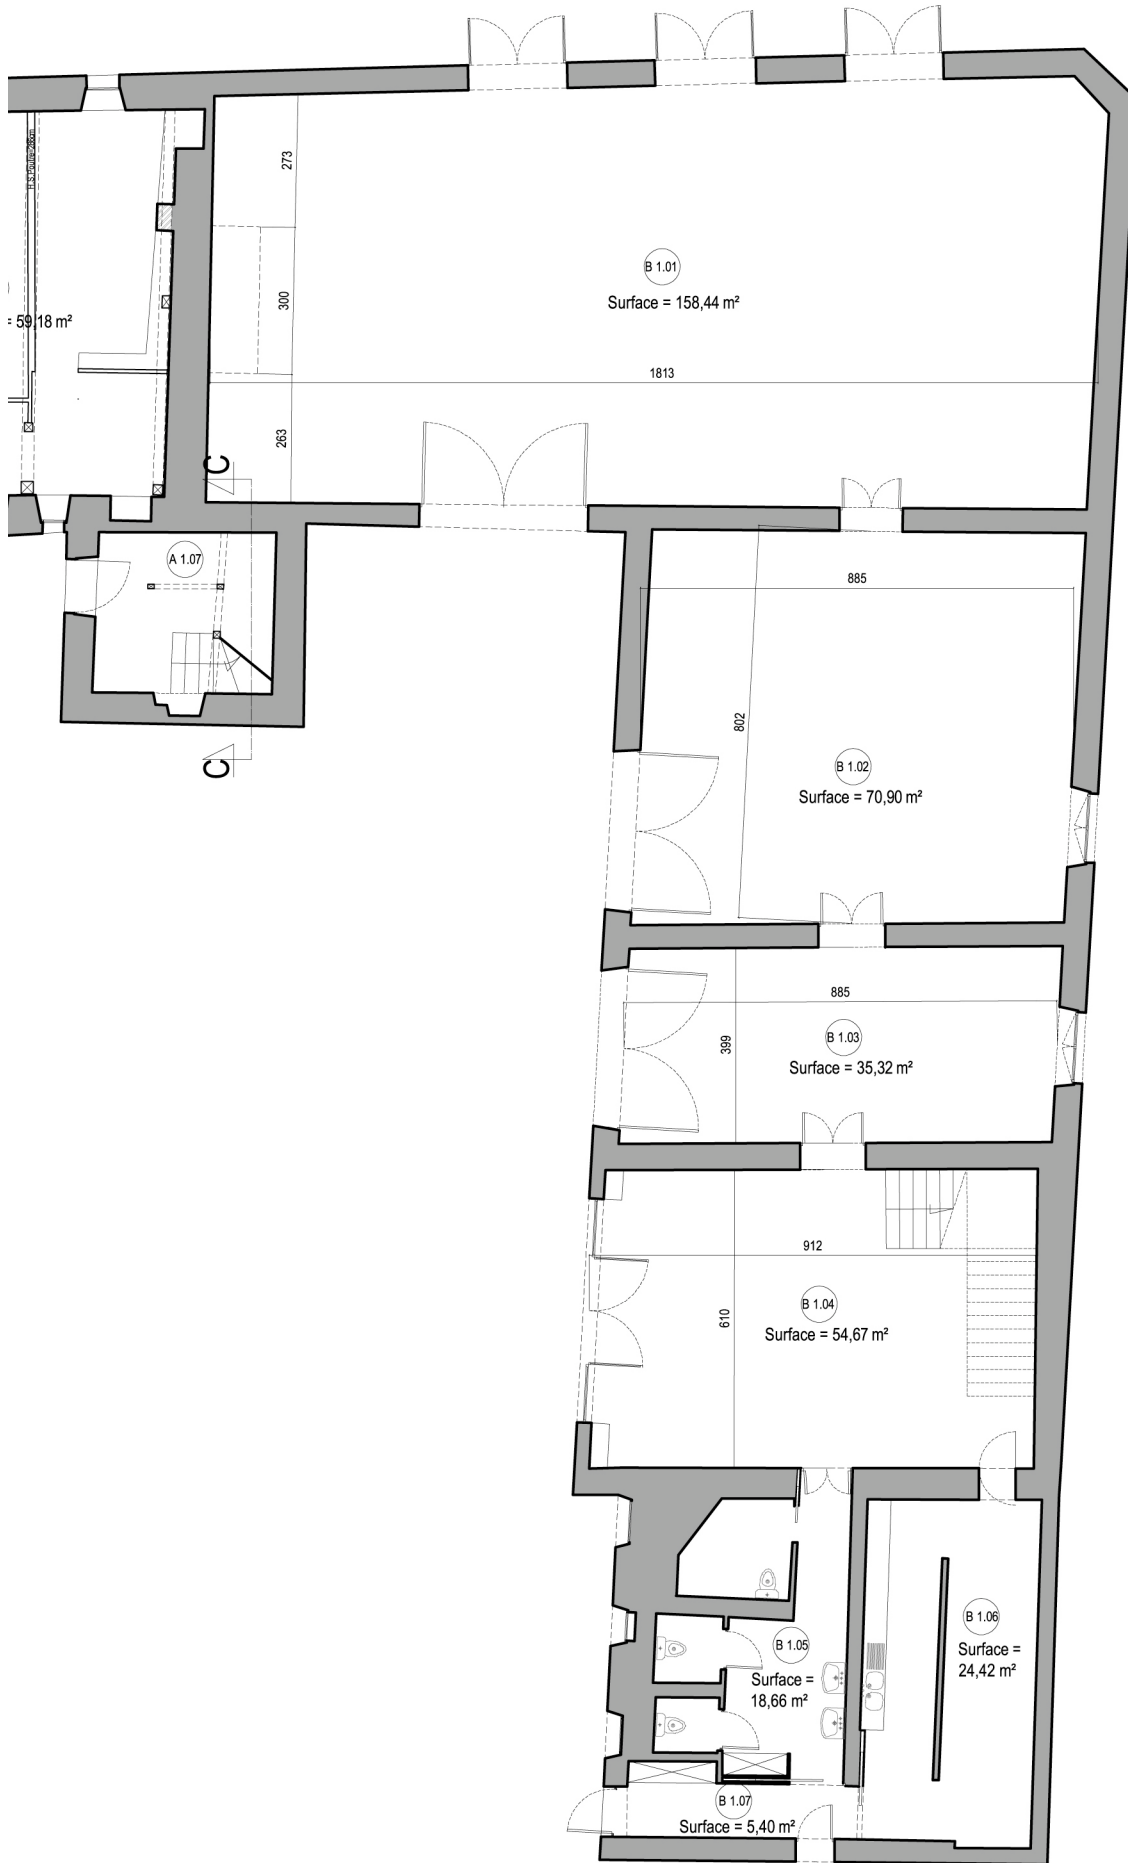 H.S.Poutre=286cm
273
B 1.01
Surface = 158,44 m²
300
= 59,18 m²
1813
263
C
A 1.07
885
802
C
B 1.02
Surface = 70,90 m²
885
399
B 1.03
Surface = 35,32 m²
912
610
B 1.04
Surface = 54,67 m²
B 1.06
Surface =
24,42 m²
B 1.05
Surface =
18,66 m²
B 1.07
Surface = 5,40 m²